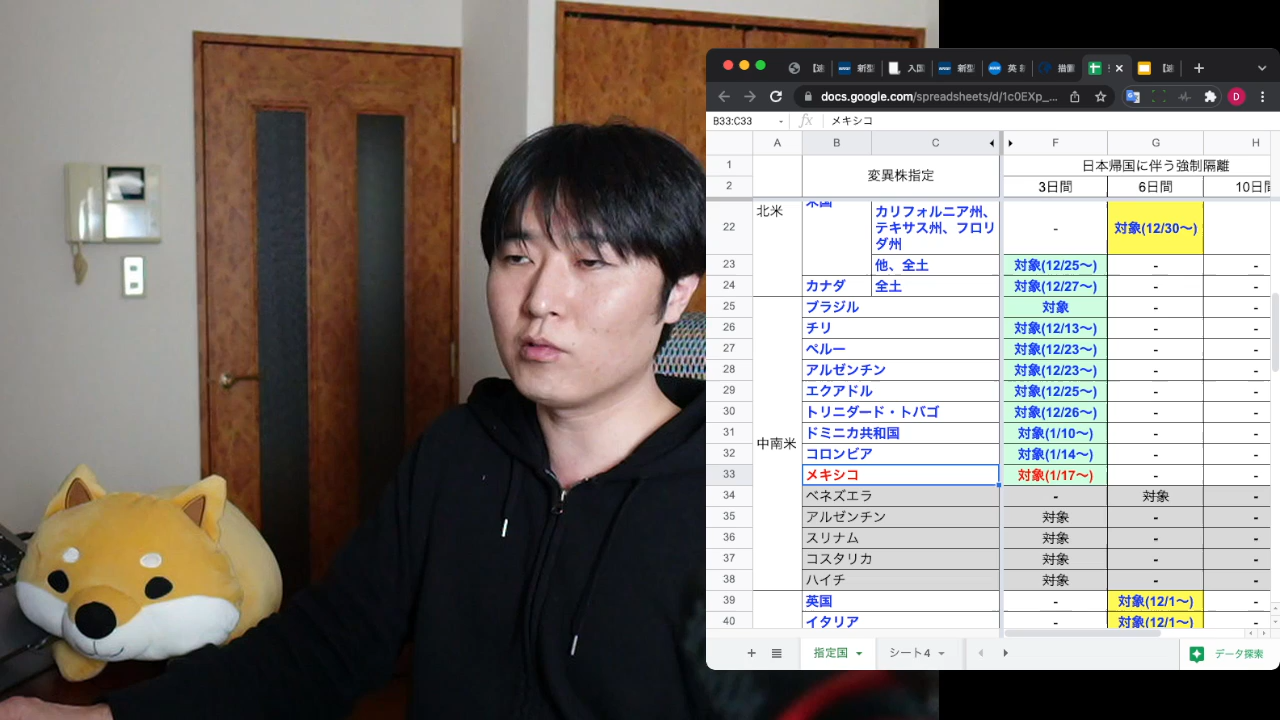 新型
入国
新型
docs.google.com/spreadsheets/d/1c0EXp_...
D
B33:C33
fx
メキシコ
A B C F G H
1 変異株指定 日本帰国に伴う強制隔離
2 3日間 6日間 10日間
北米
22 米国 カリフォルニア州、
テキサス州、フロリ
ダ州 - 対象(12/30〜)
23 他、全土 対象(12/25〜) - -
24 カナダ 全土 対象(12/27〜) - -
25 ブラジル 対象 - -
26 チリ 対象(12/13〜) - -
27 ペルー 対象(12/23〜) - -
28 アルゼンチン 対象(12/23〜) - -
29 エクアドル 対象(12/25〜) - -
30 トリニダード・トバゴ 対象(12/26〜) - -
31 ドミニカ共和国 対象(1/10〜) - -
中南米
32 コロンビア 対象(1/14〜) - -
33 メキシコ 対象(1/17〜) - -
34 ベネズエラ - 対象 -
35 アルゼンチン 対象 - -
36 スリナム 対象 - -
37 コスタリカ 対象 - -
38 ハイチ 対象 - -
39 英国 - 対象(12/1〜) -
40 イタリア - 対象(12/1〜) -
指定国 シート4 データ探索